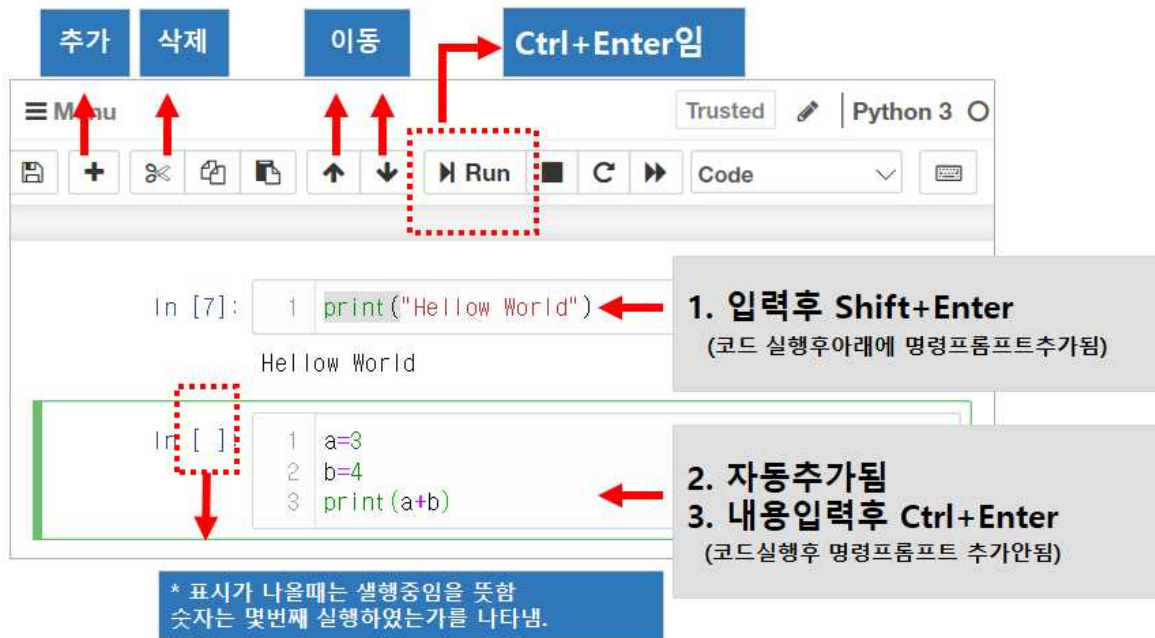 추가 삭제 이동 Ctrl+Enter임
Menu Trusted Python 3
Run Code
In [7]: 1 print("Hellow World")
Hellow World
1. 입력후 Shift+Enter
(코드 실행후아래에 명령프롬프트추가됨)
In [ ]: 1 a=3
2 b=4
3 print(a+b)
2. 자동추가됨
3. 내용입력후 Ctrl+Enter
(코드실행후 명령프롬프트 추가안됨)
* 표시가 나올때는 샐행중임을 뜻함
숫자는 몇번째 실행하였는가를 나타냄.